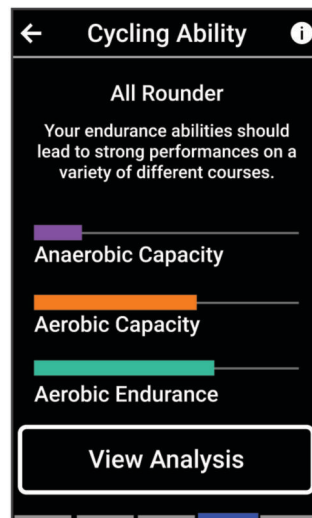 Cycling Ability
All Rounder
Your endurance abilities should
lead to strong performances on a
variety of different courses.
Anaerobic Capacity
Aerobic Capacity
Aerobic Endurance
View Analysis